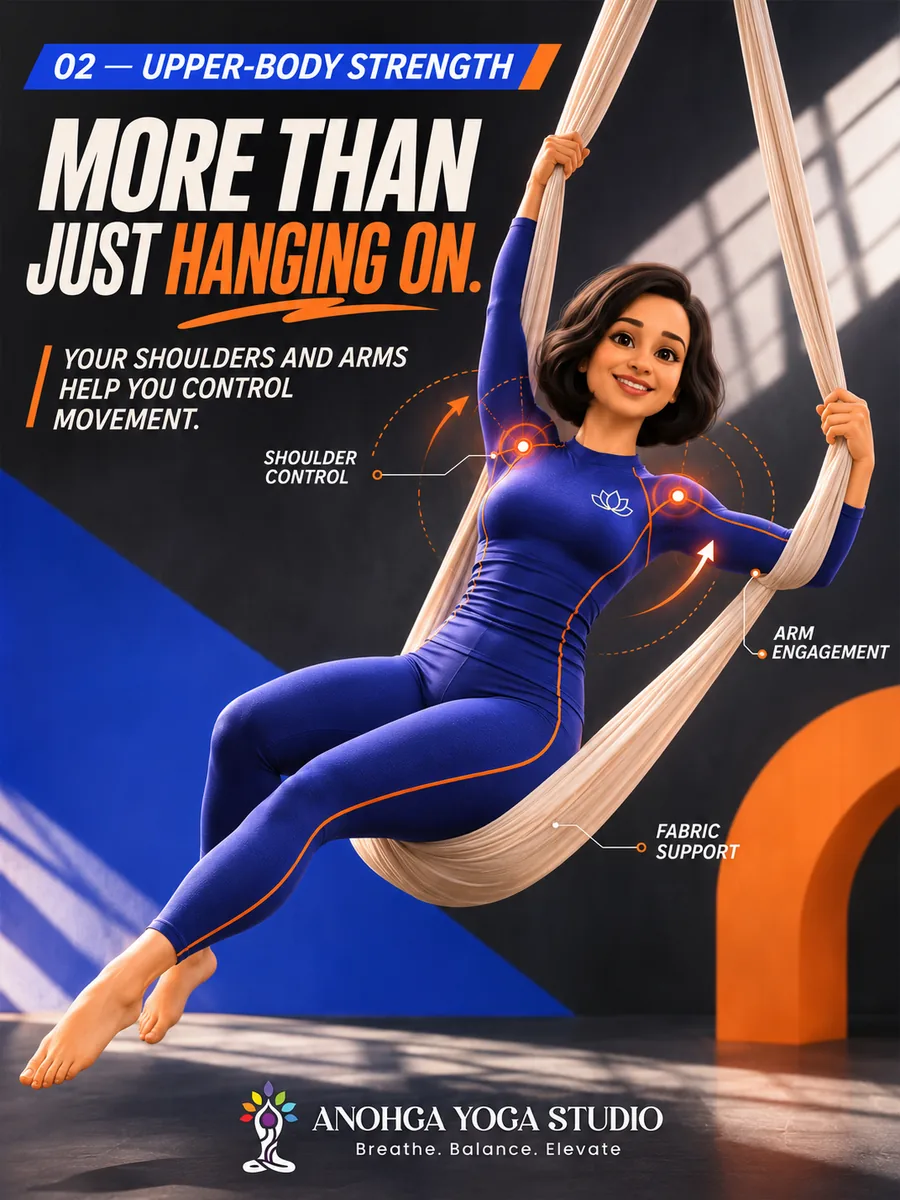 02 — UPPER-BODY STRENGTH
MORE THAN
JUST HANGING ON.
YOUR SHOULDERS AND ARMS
HELP YOU CONTROL
MOVEMENT.
SHOULDER
CONTROL
ARM
ENGAGEMENT
FABRIC
SUPPORT
ANOHGA YOGA STUDIO
Breathe. Balance. Elevate